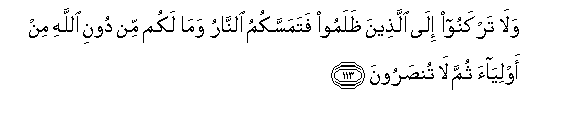 وَلَا تَرْكَنُوٓا۟ إِلَى ٱلَّذِينَ ظَلَمُوا۟ فَتَمَسَّكُمُ ٱلنَّارُ وَمَا لَكُم مِّن دُونِ ٱللَّهِ مِنْ
أَوْلِيَآءَ ثُمَّ لَا تُنصَرُونَ ١١٣